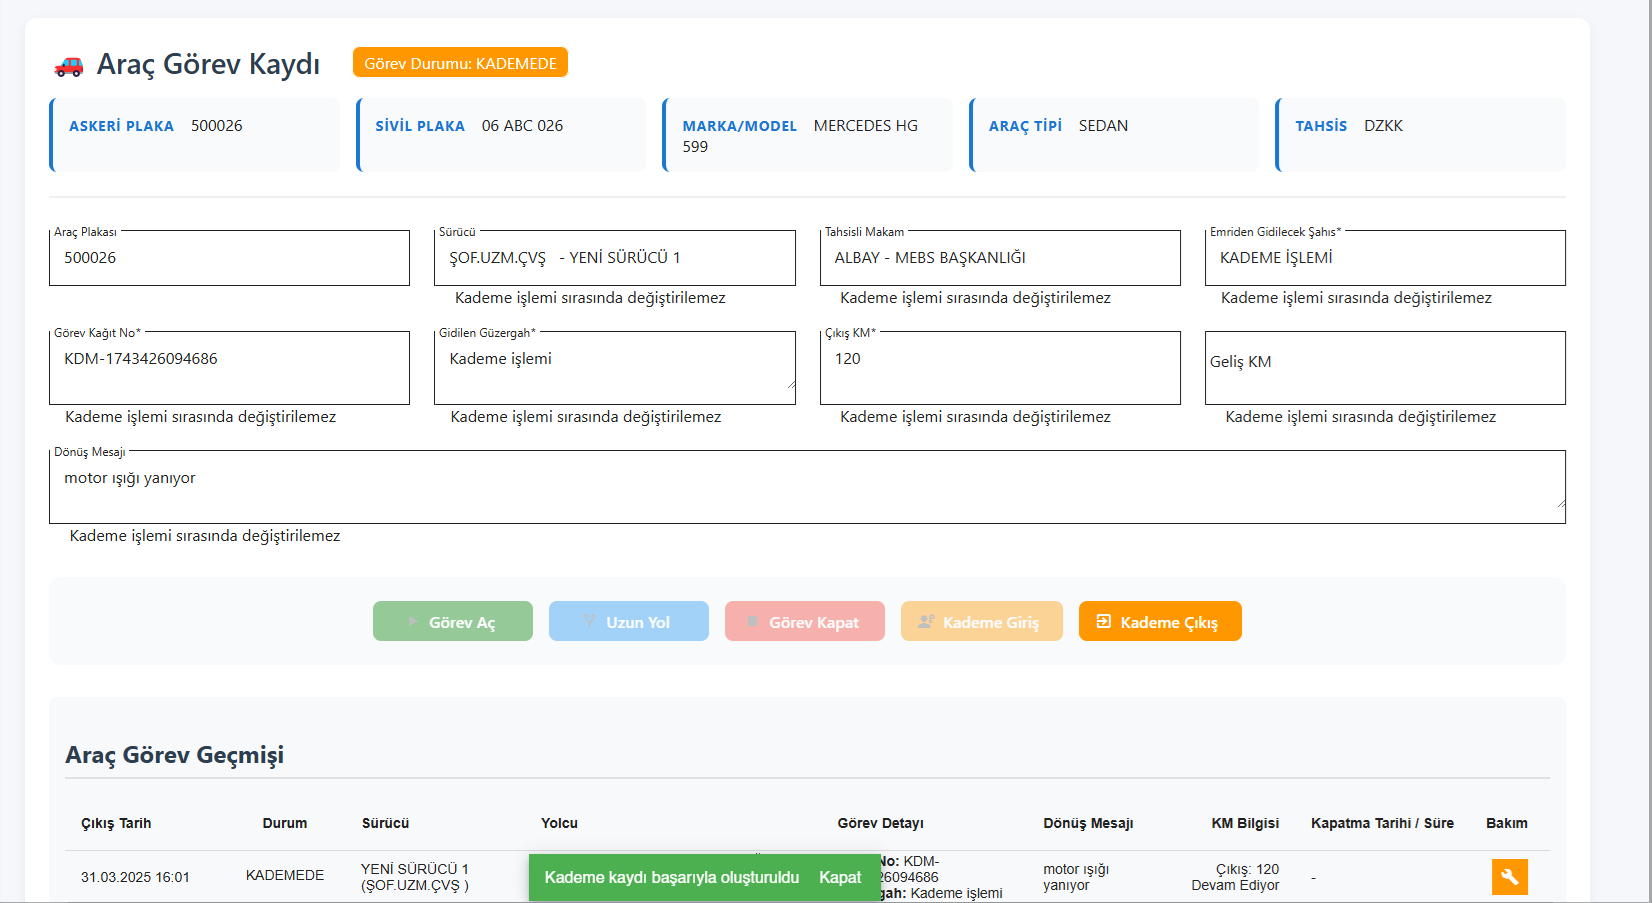 Araç Görev Kaydı
Görev Durumu: KADEMEDE
ASKERİ PLAKA 500026
SİVİL PLAKA 06 ABC 026
MARKA/MODEL MERCEDES HG
599
ARAÇ TİPİ SEDAN
TAHSİS DZKK
Araç Plakası
500026
Sürücü
ŞOF.UZM.ÇVŞ - YENİ SÜRÜCÜ 1
Kademe işlemi sırasında değiştirilemez
Tahsisli Makam
ALBAY - MEBS BAŞKANLIĞI
Kademe işlemi sırasında değiştirilemez
Emriden Gidilecek Şahıs*
KADEME İŞLEMİ
Kademe işlemi sırasında değiştirilemez
Görev Kağıt No*
KDM-1743426094686
Kademe işlemi sırasında değiştirilemez
Gidilen Güzergah*
Kademe işlemi
Kademe işlemi sırasında değiştirilemez
Çıkış KM*
120
Kademe işlemi sırasında değiştirilemez
Geliş KM
Kademe işlemi sırasında değiştirilemez
Dönüş Mesajı
motor ışığı yanıyor
Kademe işlemi sırasında değiştirilemez
Görev Aç
Uzun Yol
Görev Kapat
Kademe Giriş
Kademe Çıkış
Araç Görev Geçmişi
Çıkış Tarih
Durum
Sürücü
Yolcu
Görev Detayı
Dönüş Mesajı
KM Bilgisi
Kapatma Tarihi / Süre
Bakım
31.03.2025 16:01
KADEMEDE
YENİ SÜRÜCÜ 1
(ŞOF.UZM.ÇVŞ )
Kademe kaydı başarıyla oluşturuldu Kapat
No: KDM-
26094686
gah: Kademe işlemi
motor ışığı
yanıyor
Çıkış: 120
Devam Ediyor
-